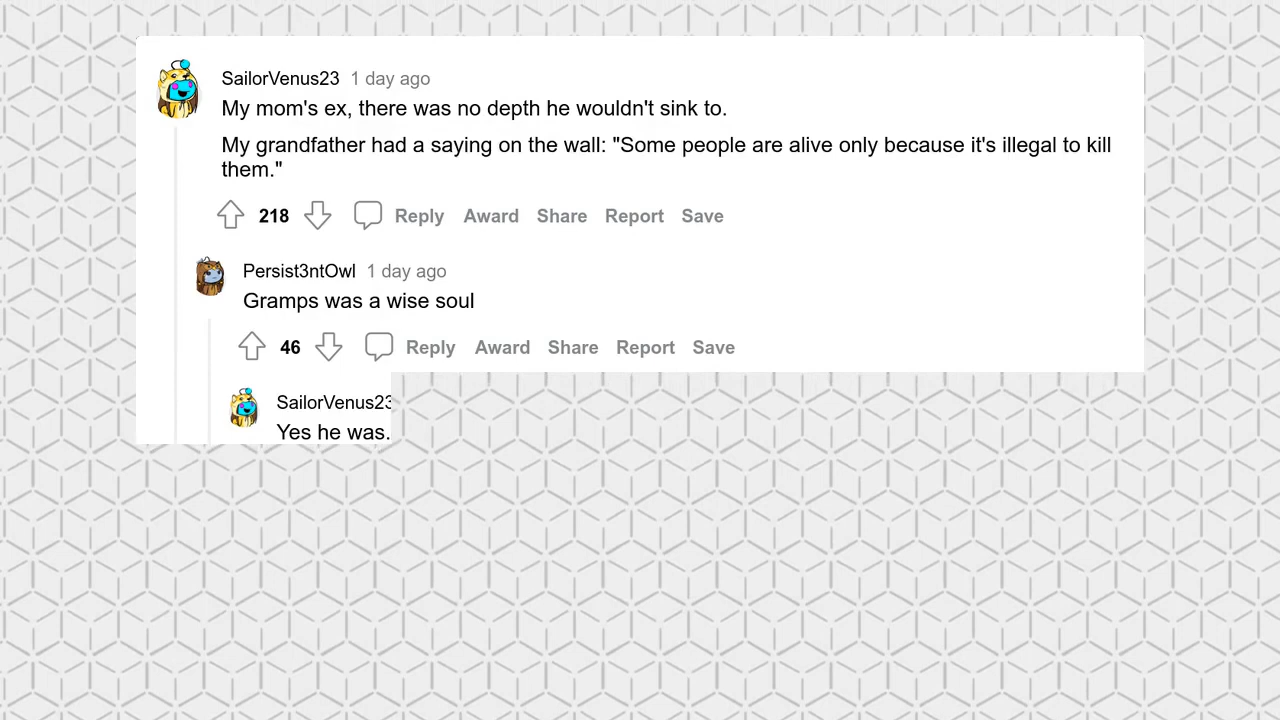 SailorVenus23 1 day ago
My mom's ex, there was no depth he wouldn't sink to.
My grandfather had a saying on the wall: "Some people are alive only because it's illegal to kill
them."
218 Reply Award Share Report Save
Persist3ntOwl 1 day ago
Gramps was a wise soul
46 Reply Award Share Report Save
SailorVenus23
Yes he was.